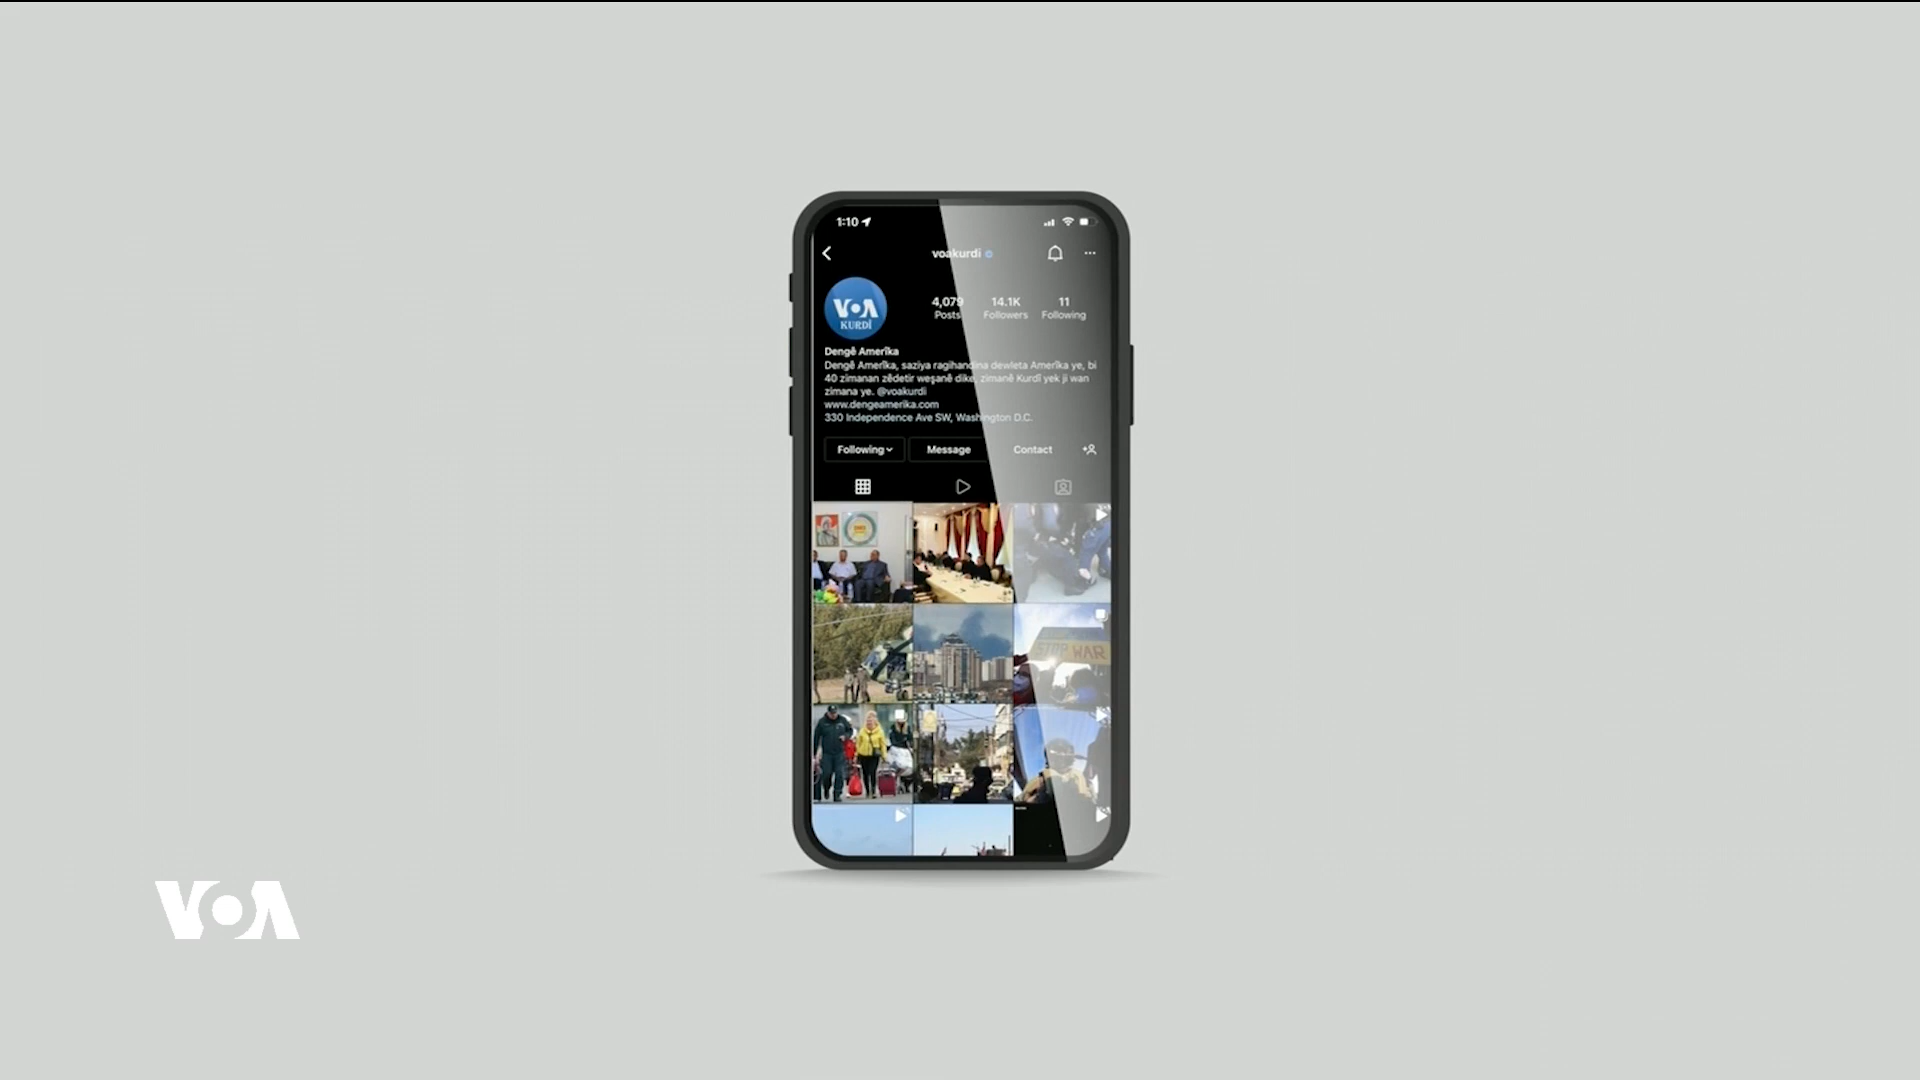 1:10
voakurdi
VOA
KURDÎ
4,079
Posts
14.1K
Followers
11
Following
Dengê Amerîka
Dengê Amerîka, saziya ragihandina dewleta Amerîka ye, bi
40 zimanan zêdetir weşanê dike, zimanê Kurdî yek ji wan
zimana ye. @voakurdi
www.dengeamerika.com
330 Independence Ave SW, Washington D.C.
Following
Message
Contact
STOP WAR
VOA